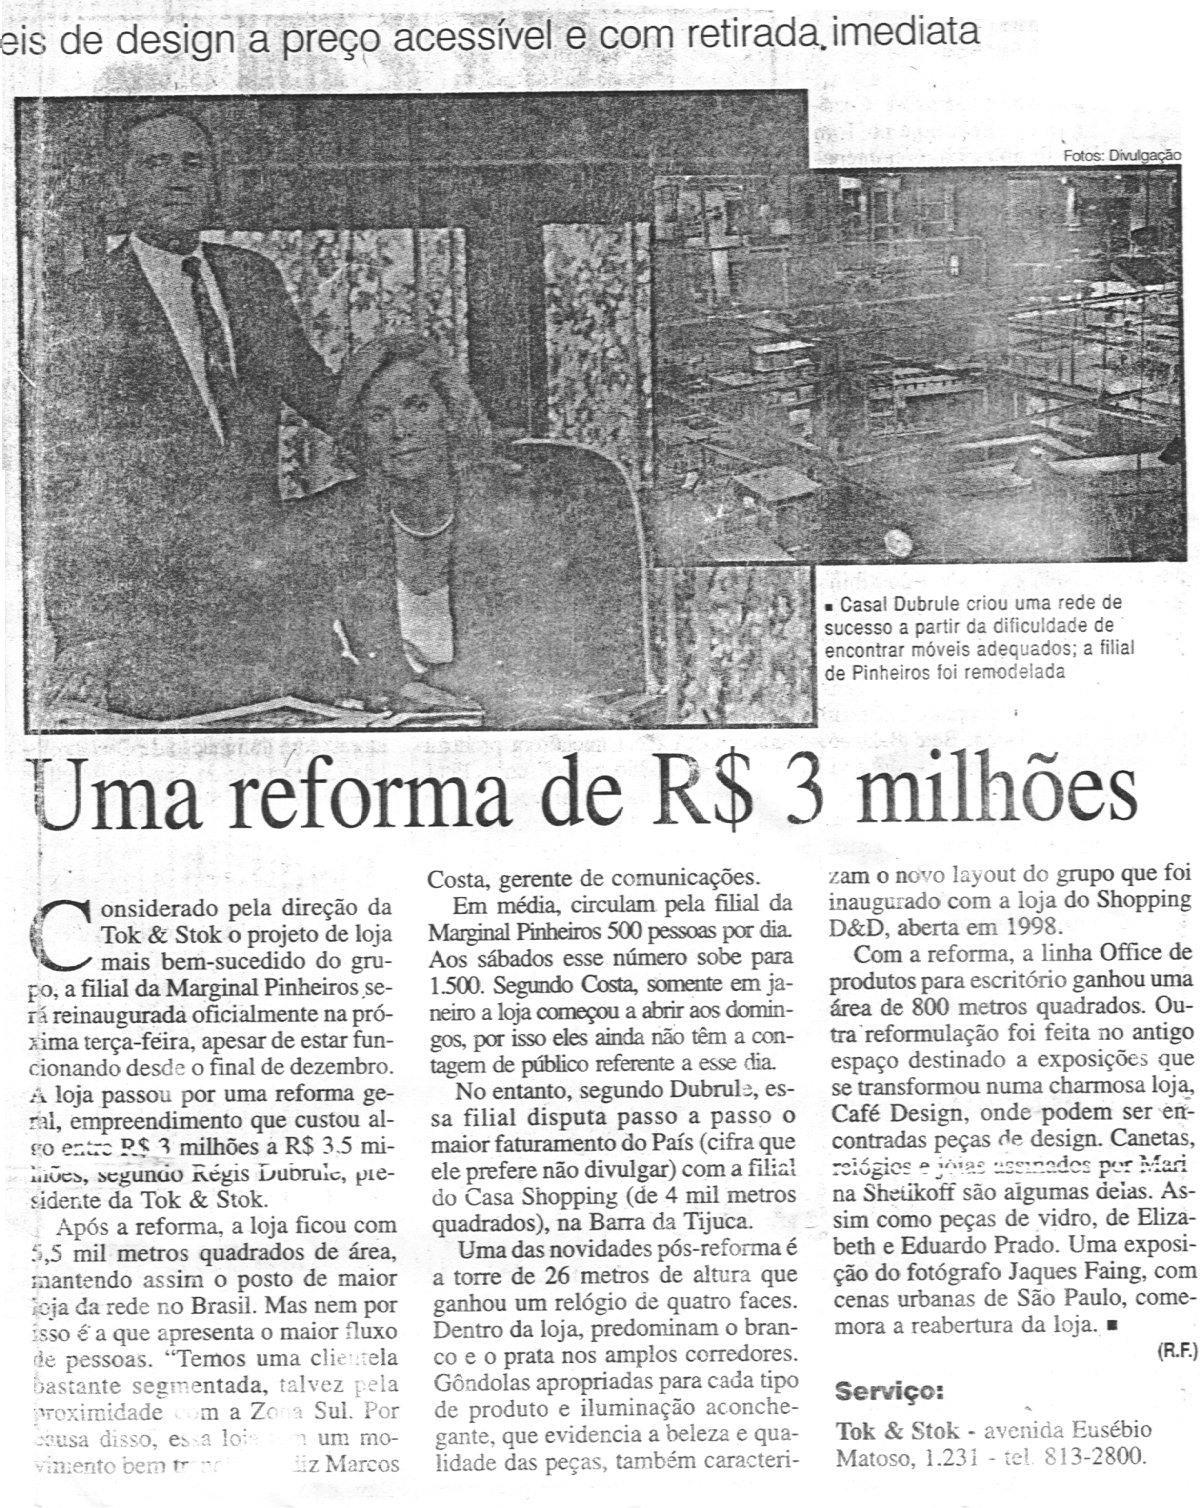 eis de design a preço acessível e com retirada imediata
Fotos: Divulgação
▪ Casal Dubrule criou uma rede de
sucesso a partir da dificuldade de
encontrar móveis adequados; a filial
de Pinheiros foi remodelada
Uma reforma de R$ 3 milhões
Considerado pela direção da
Tok & Stok o projeto de loja
mais bem-sucedido do gru-
po, a filial da Marginal Pinheiros se-
rá reinaugurada oficialmente na pró-
xima terça-feira, apesar de estar fun-
cionando desde o final de dezembro.
A loja passou por uma reforma ge-
ral, empreendimento que custou al-
go entre R$ 3 milhões a R$ 3.5 mi-
lhões, segundo Régis Dubrule, pre-
sidente da Tok & Stok.
Após a reforma, a loja ficou com
5,5 mil metros quadrados de área,
mantendo assim o posto de maior
loja da rede no Brasil. Mas nem por
isso é a que apresenta o maior fluxo
de pessoas. “Temos uma clientela
bastante segmentada, talvez pela
proximidade com a Zona Sul. Por
causa disso, essa loja tem um mo-
vimento bem diz Marcos
Costa, gerente de comunicações.
Em média, circulam pela filial da
Marginal Pinheiros 500 pessoas por dia.
Aos sábados esse número sobe para
1.500. Segundo Costa, somente em ja-
neiro a loja começou a abrir aos domin-
gos, por isso eles ainda não têm a con-
tagem de público referente a esse dia.
No entanto, segundo Dubrule, es-
sa filial disputa passo a passo o
maior faturamento do País (cifra que
ele prefere não divulgar) com a filial
do Casa Shopping (de 4 mil metros
quadrados), na Barra da Tijuca.
Uma das novidades pós-reforma é
a torre de 26 metros de altura que
ganhou um relógio de quatro faces.
Dentro da loja, predominam o bran-
co e o prata nos amplos corredores.
Gôndolas apropriadas para cada tipo
de produto e iluminação aconche-
gante, que evidencia a beleza e qua-
lidade das peças, também caracteri-
zam o novo layout do grupo que foi
inaugurado com a loja do Shopping
D&D, aberta em 1998.
Com a reforma, a linha Office de
produtos para escritório ganhou uma
área de 800 metros quadrados. Ou-
tra reformulação foi feita no antigo
espaço destinado a exposições que
se transformou numa charmosa loja,
Café Design, onde podem ser en-
contradas peças de design. Canetas,
relógios e joias assinados por Mari
na Shetikoff são algumas delas. As-
sim como peças de vidro, de Eliza-
beth e Eduardo Prado. Uma exposi-
ção do fotógrafo Jaques Faing, com
cenas urbanas de São Paulo, come-
mora a reabertura da loja. ■
(R.F.)
Serviço:
Tok & Stok - avenida Eusébio
Matoso, 1.231 - tel. 813-2800.